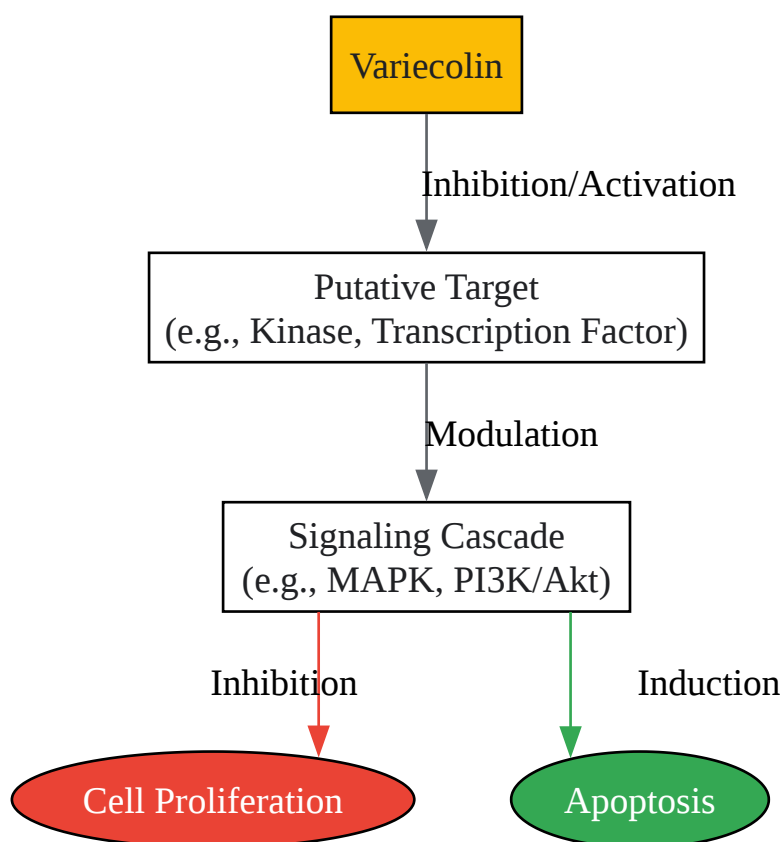 Variecolin
Inhibition/Activation
Putative Target
(e.g., Kinase, Transcription Factor)
Modulation
Signaling Cascade
(e.g., MAPK, PI3K/Akt)
Inhibition
Induction
Cell Proliferation
Apoptosis